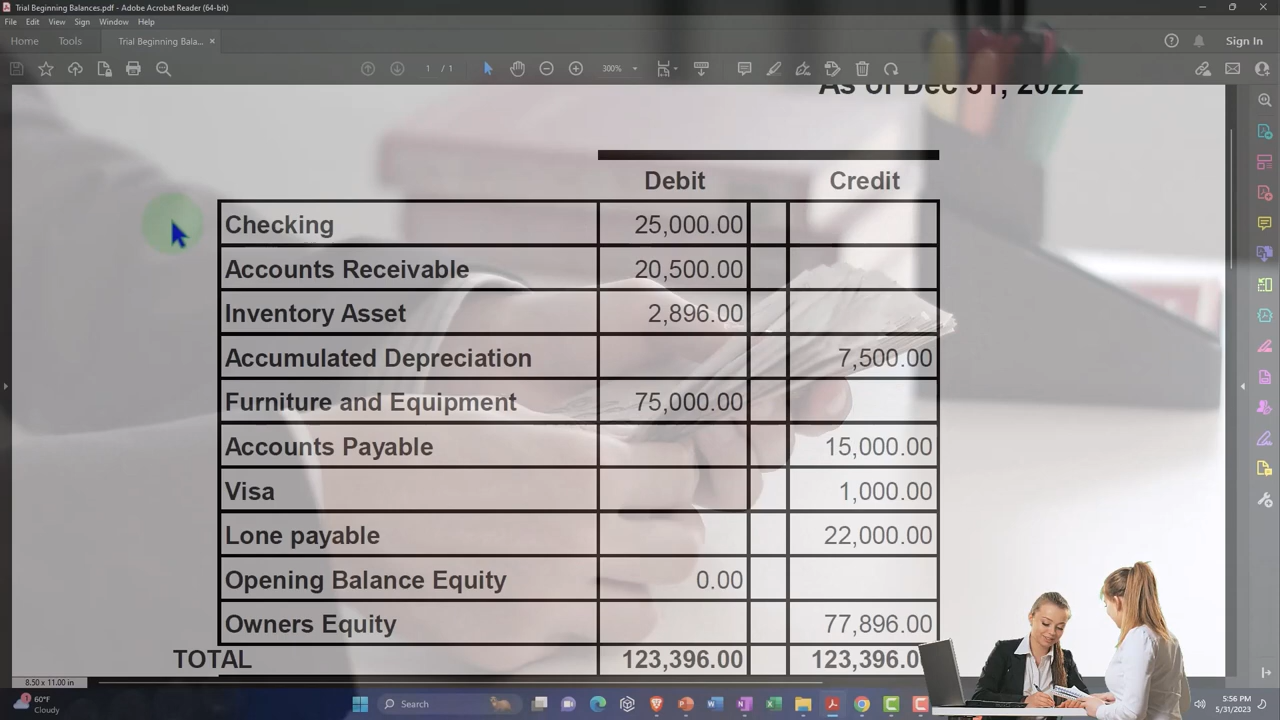 Trial Beginning Balances.pdf - Adobe Acrobat Reader (64-bit)
File Edit View Sign Window Help
Home Tools Trial Beginning Bala... × Sign In
1 / 1 300%
As of Dec 31, 2022
Debit Credit
Checking 25,000.00
Accounts Receivable 20,500.00
Inventory Asset 2,896.00
Accumulated Depreciation 7,500.00
Furniture and Equipment 75,000.00
Accounts Payable 15,000.00
Visa 1,000.00
Lone payable 22,000.00
Opening Balance Equity 0.00
Owners Equity 77,896.00
TOTAL 123,396.00 123,396.00
8.50 x 11.00 in
60°F
Cloudy
Search
5:56 PM
5/31/2023